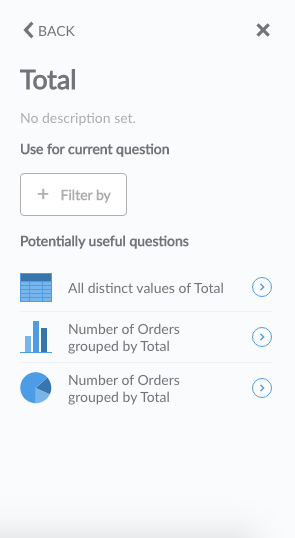 BACK
Total
No description set.
Use for current question
+ Filter by
Potentially useful questions
All distinct values of Total
Number of Orders
grouped by Total
Number of Orders
grouped by Total